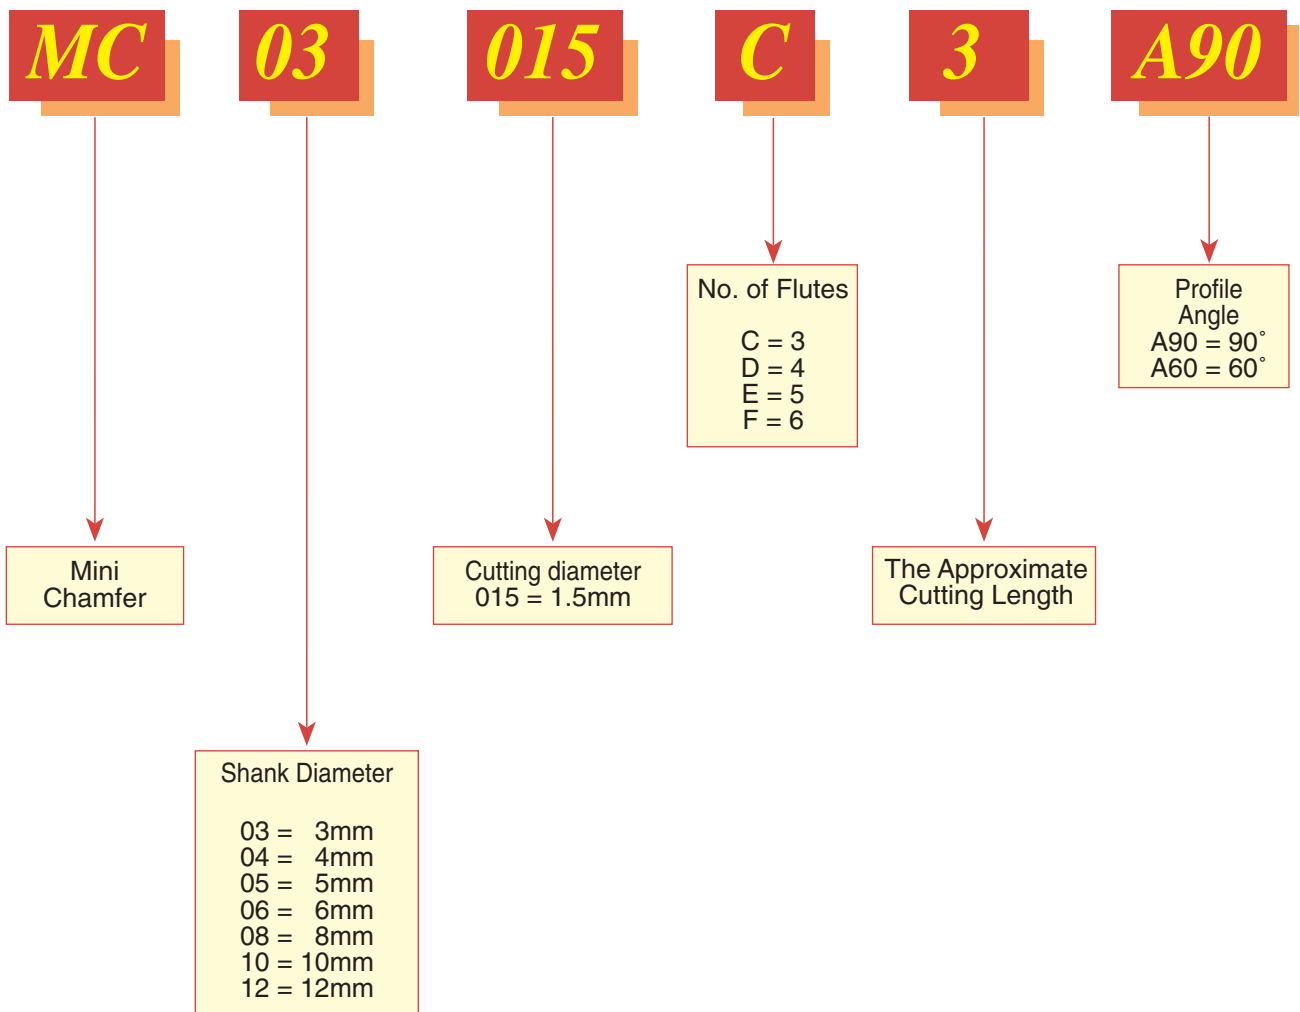 MC 03 015 C 3 A90
No. of Flutes
C = 3
D = 4
E = 5
F = 6
Profile
Angle
A90 = 90°
A60 = 60°
Mini
Chamfer
Cutting diameter
015 = 1.5mm
The Approximate
Cutting Length
Shank Diameter
03 = 3mm
04 = 4mm
05 = 5mm
06 = 6mm
08 = 8mm
10 = 10mm
12 = 12mm